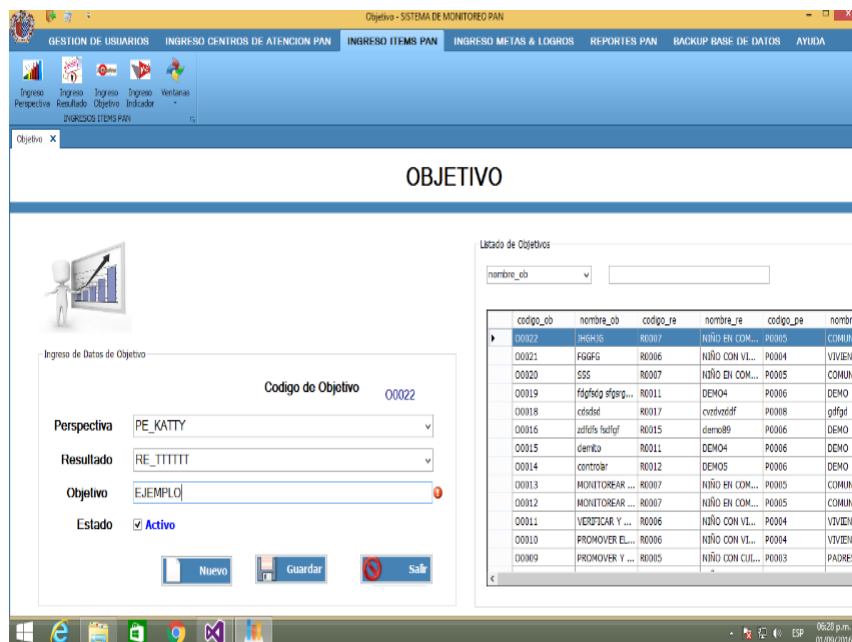 Objetivo - SISTEMA DE MONITOREO PAN
GESTION DE USUARIOS INGRESO CENTROS DE ATENCION PAN INGRESO ITEMS PAN INGRESO METAS & LOGROS REPORTES PAN BACKUP BASE DE DATOS AYUDA
Ingreso Perspectiva
Ingreso Resultado
Ingreso Objetivo
Ingreso Indicador
Ventanas
INGRESOS ITEMS PAN
Objetivo X
OBJETIVO
Listado de Objetivos
nombre_ob
codigo_ob nombre_ob codigo_re nombre_re codigo_pe nombr
O0022 JHGHJG R0007 NIÑO EN COM... P0005 COMUN
O0021 FGGFG R0006 NIÑO CON VI... P0004 VIVIEN
O0020 SSS R0007 NIÑO EN COM... P0005 COMUN
O0019 R0011 DEMO4 P0006 DEMO
O0018 cdsdsd R0017 cvzdvzddf P0008 gdfgd
O0016 zdfdfs fsdfgf R0015 demo89 P0006 DEMO
O0015 demito R0011 DEMO4 P0006 DEMO
O0014 controlar R0012 DEMO5 P0006 DEMO
O0013 MONITOREAR ... R0007 NIÑO EN COM... P0005 COMUN
O0012 MONITOREAR ... R0007 NIÑO EN COM... P0005 COMUN
O0011 VERIFICAR Y ... R0006 NIÑO CON VI... P0004 VIVIEN
O0010 PROMOVER EL... R0006 NIÑO CON VI... P0004 VIVIEN
O0009 PROMOVER Y ... R0005 NIÑO CON CUI... P0003 PADRES
Ingreso de Datos de Objetivo
Codigo de Objetivo O0022
Perspectiva PE_KATTY
Resultado RE_TTTTTT
Objetivo EJEMPLO
Estado Activo
Nuevo Guardar Salir
ESP 06:28 p.m.